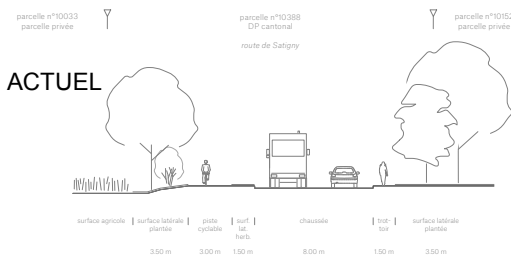 parcelle n°10033
parcelle privée
parcelle n°10388
DP cantonal
route de Satigny
parcelle n°10152
parcelle privée
ACTUEL
surface agricole
surface latérale
plantée
piste
cyclable
surf.
lat.
herb.
chaussée
trot-
toir
surface latérale
plantée
3.50 m
3.00 m
1.50 m
8.00 m
1.50 m
3.50 m